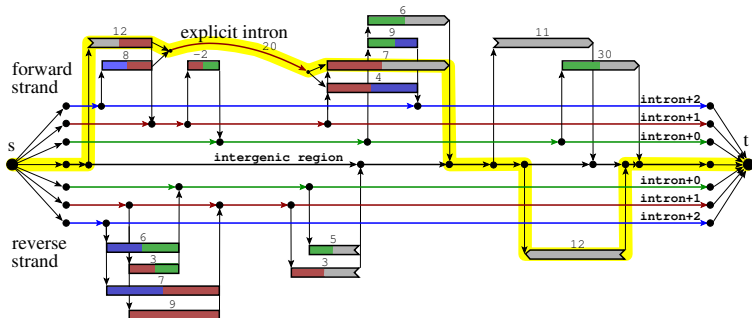 6
12
explicit intron
11
9
20
8
-2
7
30
forward
strand
4
intron+2
intron+1
s
intron+0
t
intergenic region
intron+0
intron+1
intron+2
reverse
strand
6
5
12
3
3
7
9